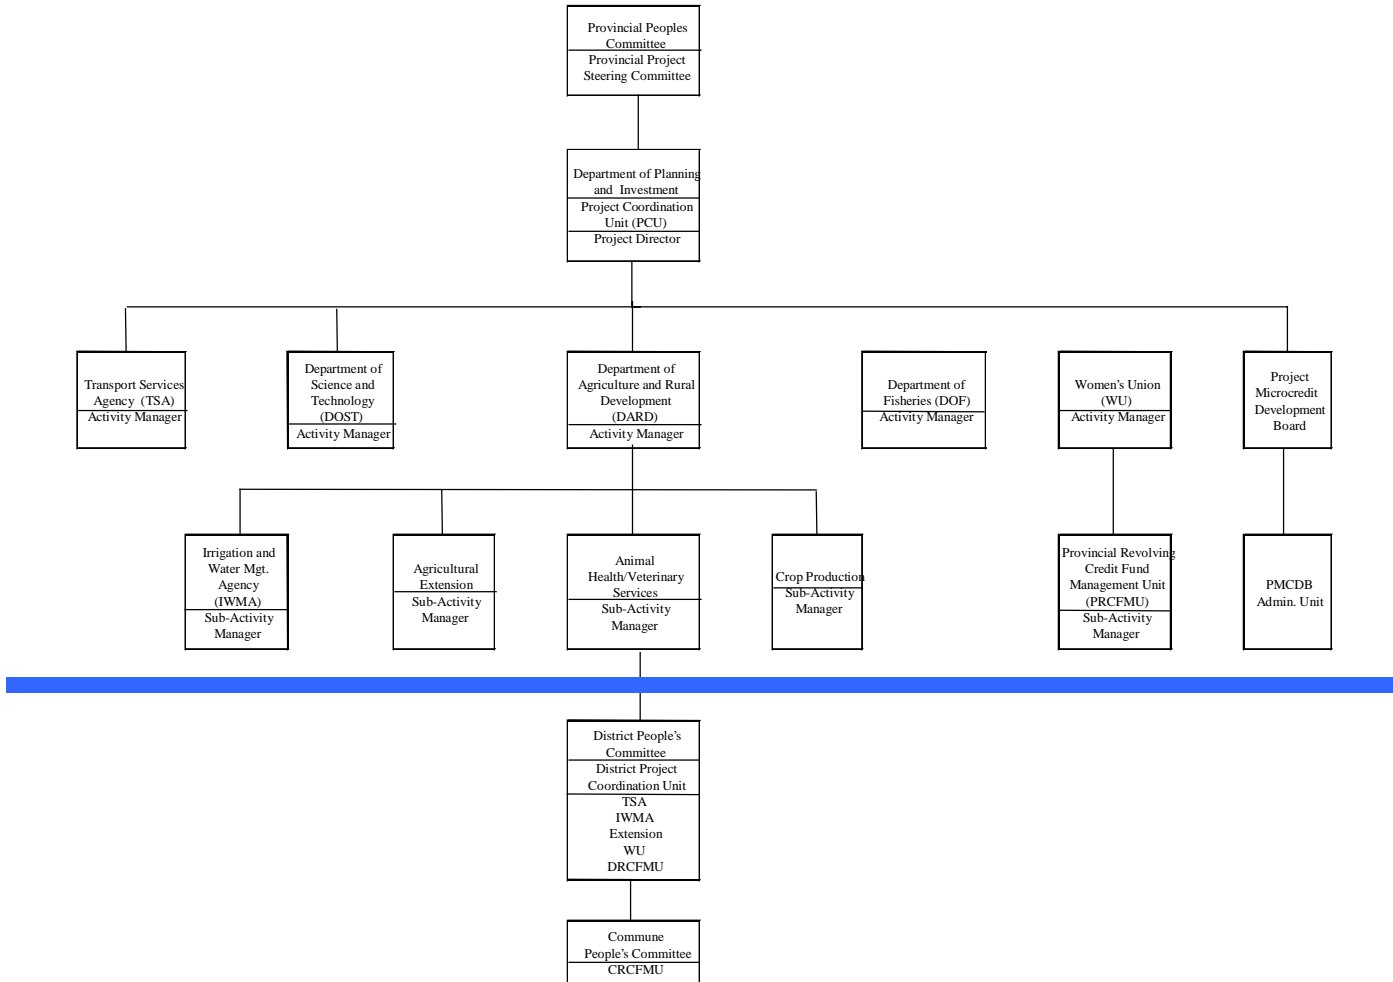 Provincial Peoples
Committee
Provincial Project
Steering Committee
Department of Planning
and Investment
Project Coordination
Unit (PCU)
Project Director
Transport Services
Agency (TSA)
Activity Manager
Department of
Science and
Technology
(DOST)
Activity Manager
Department of
Agriculture and Rural
Development
(DARD)
Activity Manager
Department of
Fisheries (DOF)
Activity Manager
Women's Union
(WU)
Activity Manager
Project
Microcredit
Development
Board
Irrigation and
Water Mgt.
Agency
(IWMA)
Sub-Activity
Manager
Agricultural
Extension
Sub-Activity
Manager
Animal
Health/Veterinary
Services
Sub-Activity
Manager
Crop Production
Sub-Activity
Manager
Provincial Revolving
Credit Fund
Management Unit
(PRCFMU)
Sub-Activity
Manager
PMCDB
Admin. Unit
District People's
Committee
District Project
Coordination Unit
TSA
IWMA
Extension
WU
DRCFMU
Commune
People's Committee
CRCFMU